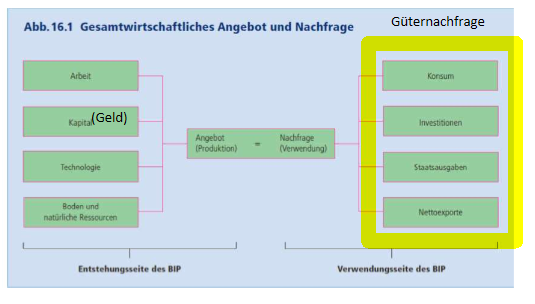 Güternachfrage
Abb. 16.1 Gesamtwirtschaftliches Angebot und Nachfrage
Arbeit
Kapital (Geld)
Technologie
Boden und
natürliche Ressourcen
Angebot
(Produktion)
=
Nachfrage
(Verwendung)
Konsum
Investitionen
Staatsausgaben
Nettoexporte
Entstehungsseite des BIP
Verwendungsseite des BIP